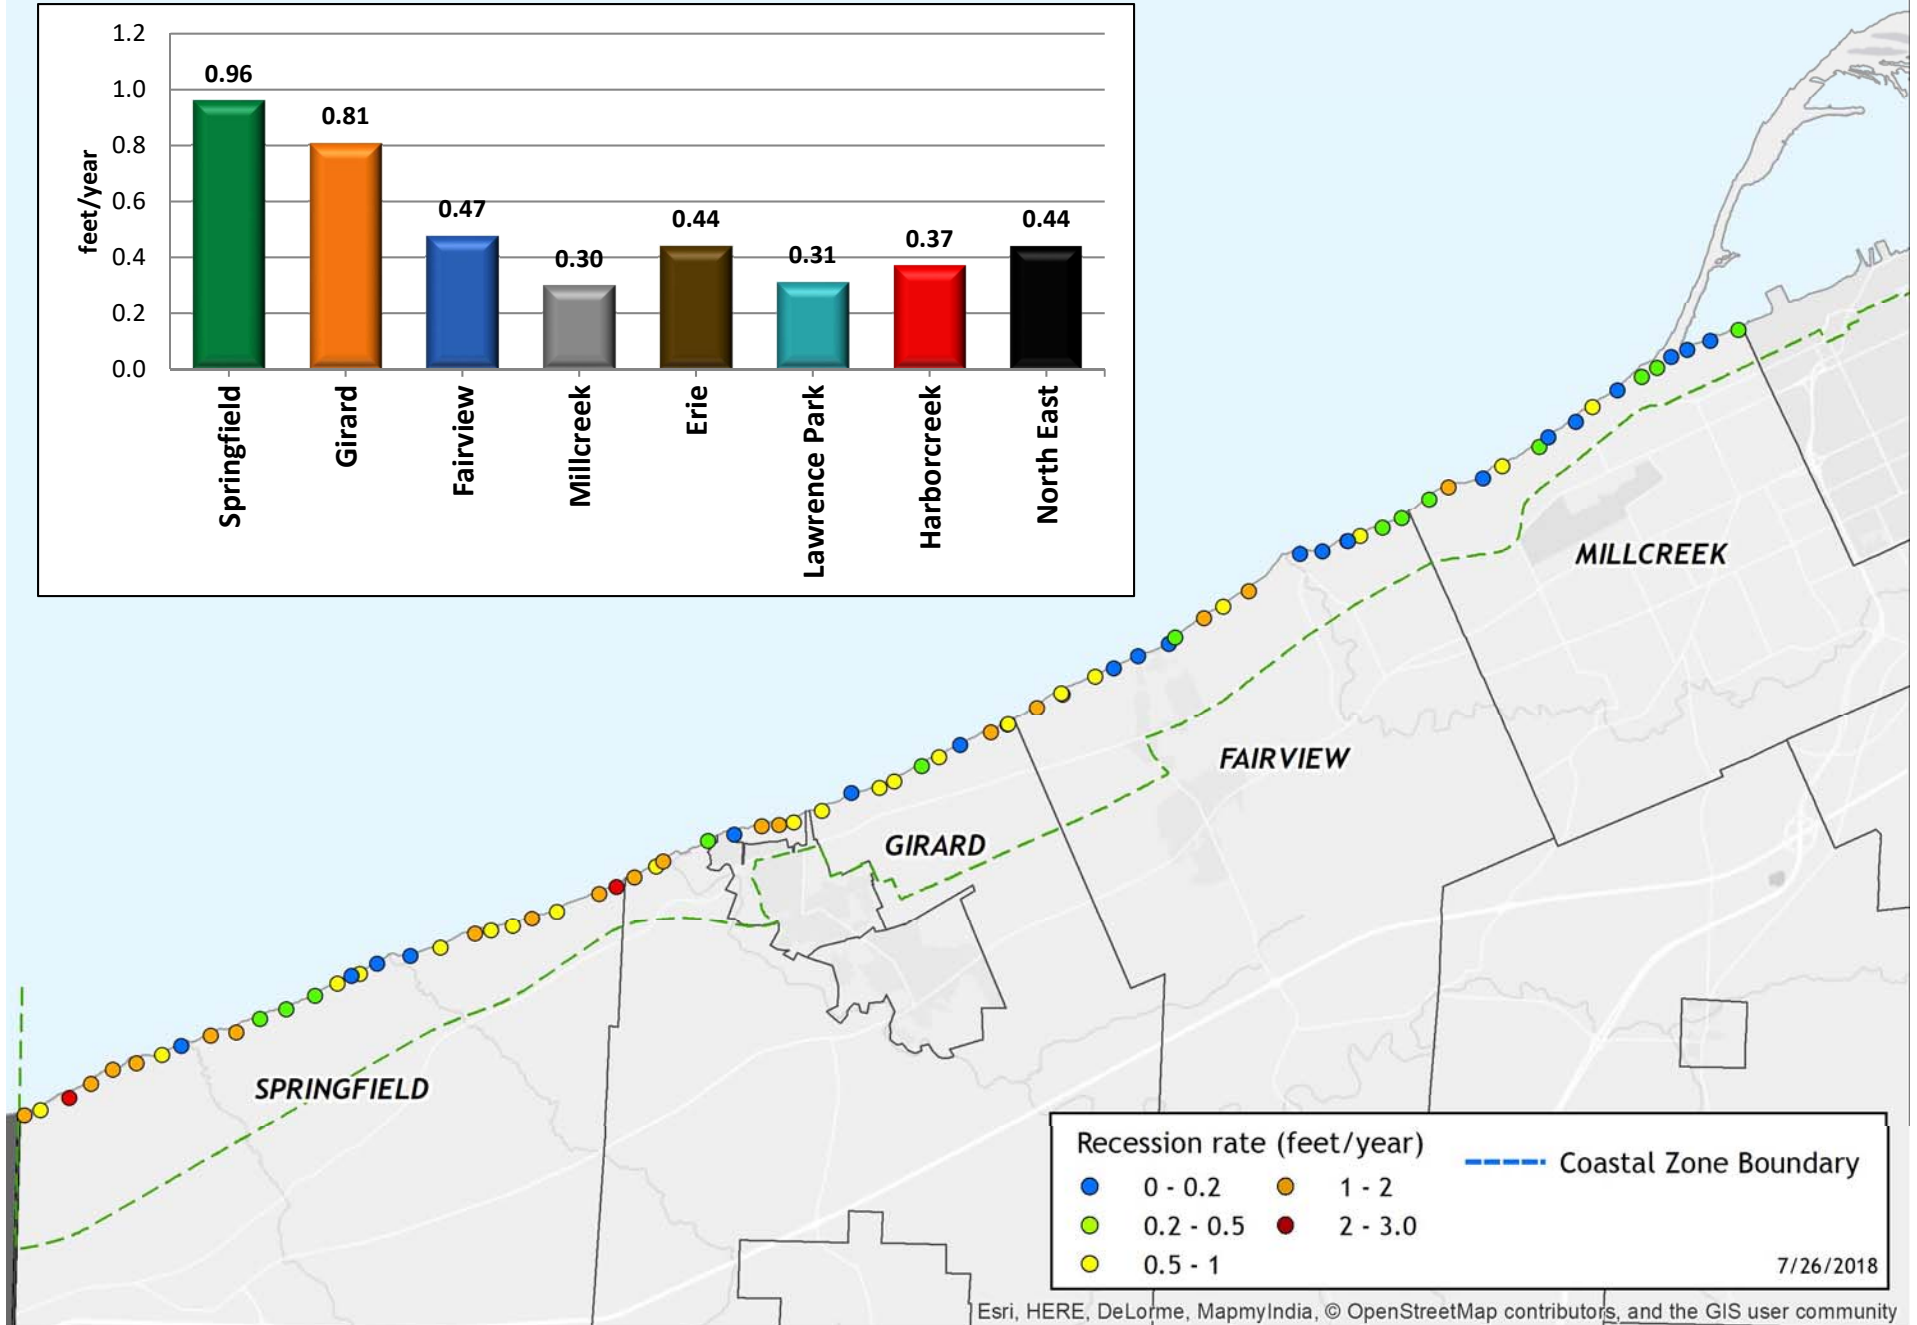 1.2
1.0
0.8
0.6
0.4
0.2
0.0
feet/year
0.96
0.81
0.47
0.30
0.44
0.31
0.37
0.44
Springfield
Girard
Fairview
Millcreek
Erie
Lawrence Park
Harborcreek
North East
MILLCREEK
FAIRVIEW
GIRARD
SPRINGFIELD
Recession rate (feet/year)
0 - 0.2
0.2 - 0.5
0.5 - 1
1 - 2
2 - 3.0
Coastal Zone Boundary
7/26/2018
Esri, HERE, DeLorme, MapmyIndia, © OpenStreetMap contributors, and the GIS user community